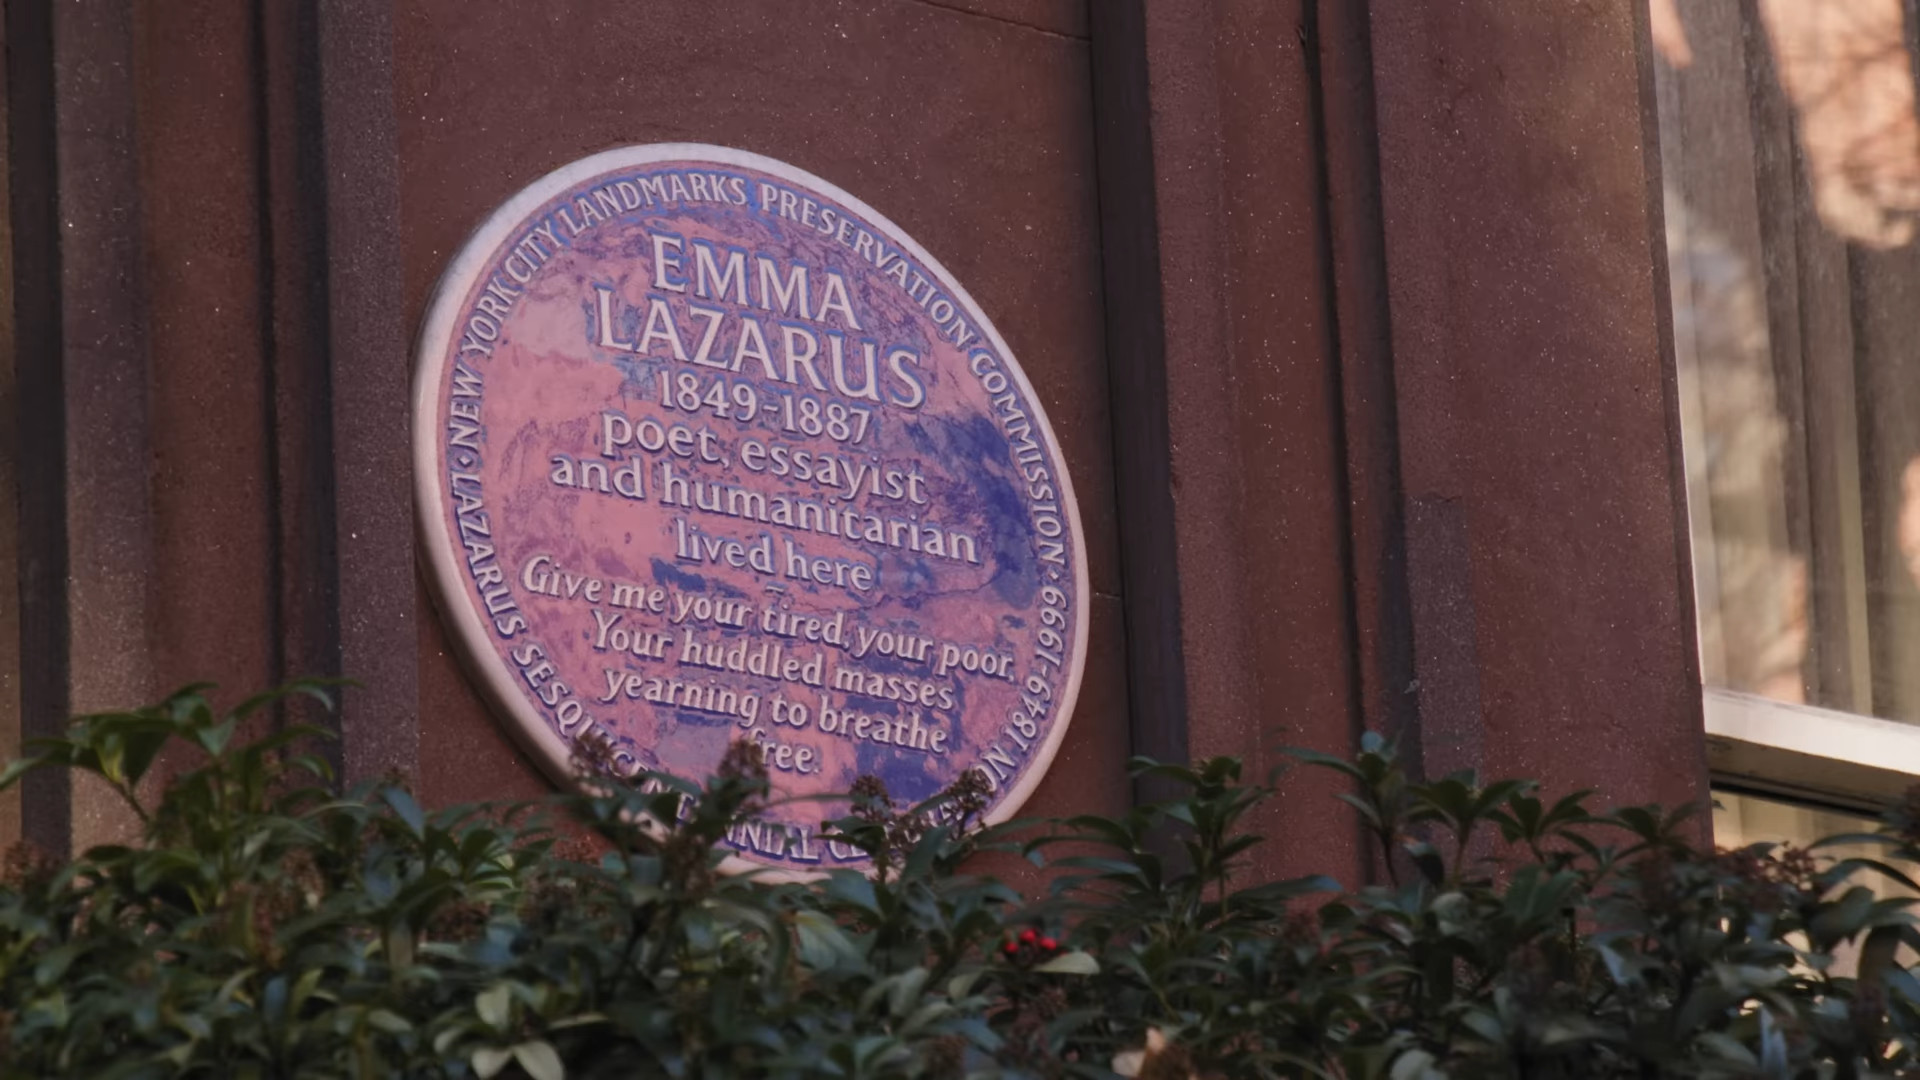 NEW YORK CITY LANDMARKS PRESERVATION COMMISSION · 1849-1999
EMMA
LAZARUS
1849-1887
poet, essayist
and humanitarian
lived here
Give me your tired, your poor,
Your huddled masses
yearning to breathe
free.
LAZARUS SESQUICENTENNIAL